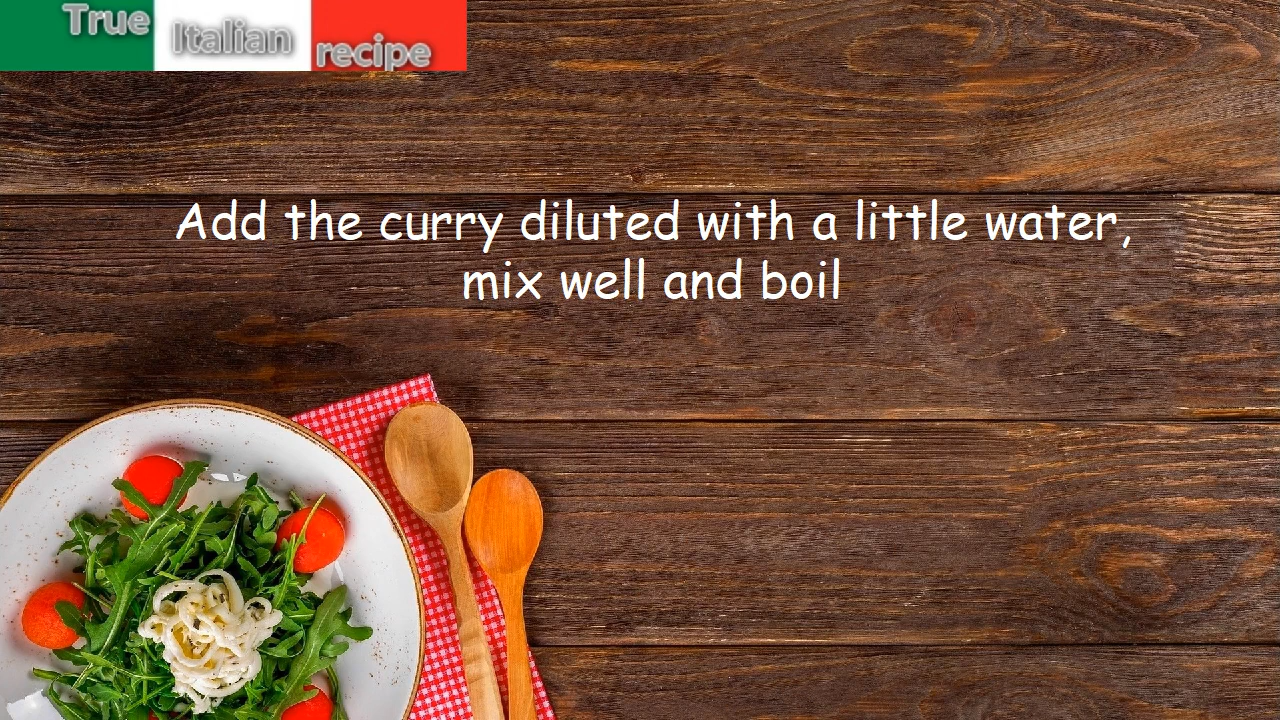 True Italian recipe
Add the curry diluted with a little water,
mix well and boil